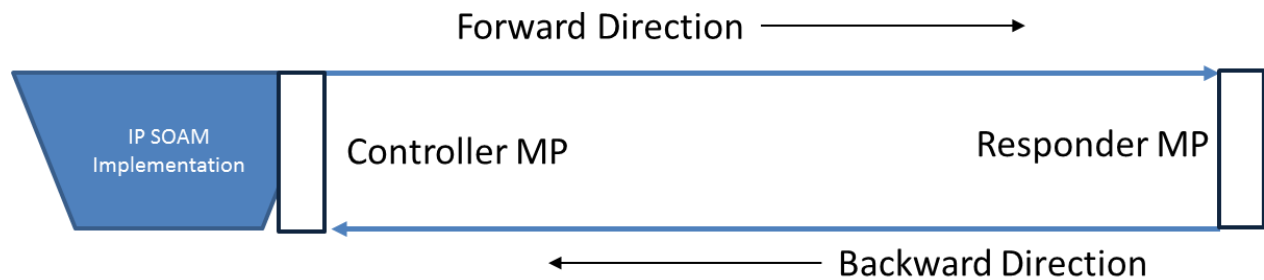 Forward Direction
IP SOAM
Implementation
Controller MP
Responder MP
Backward Direction